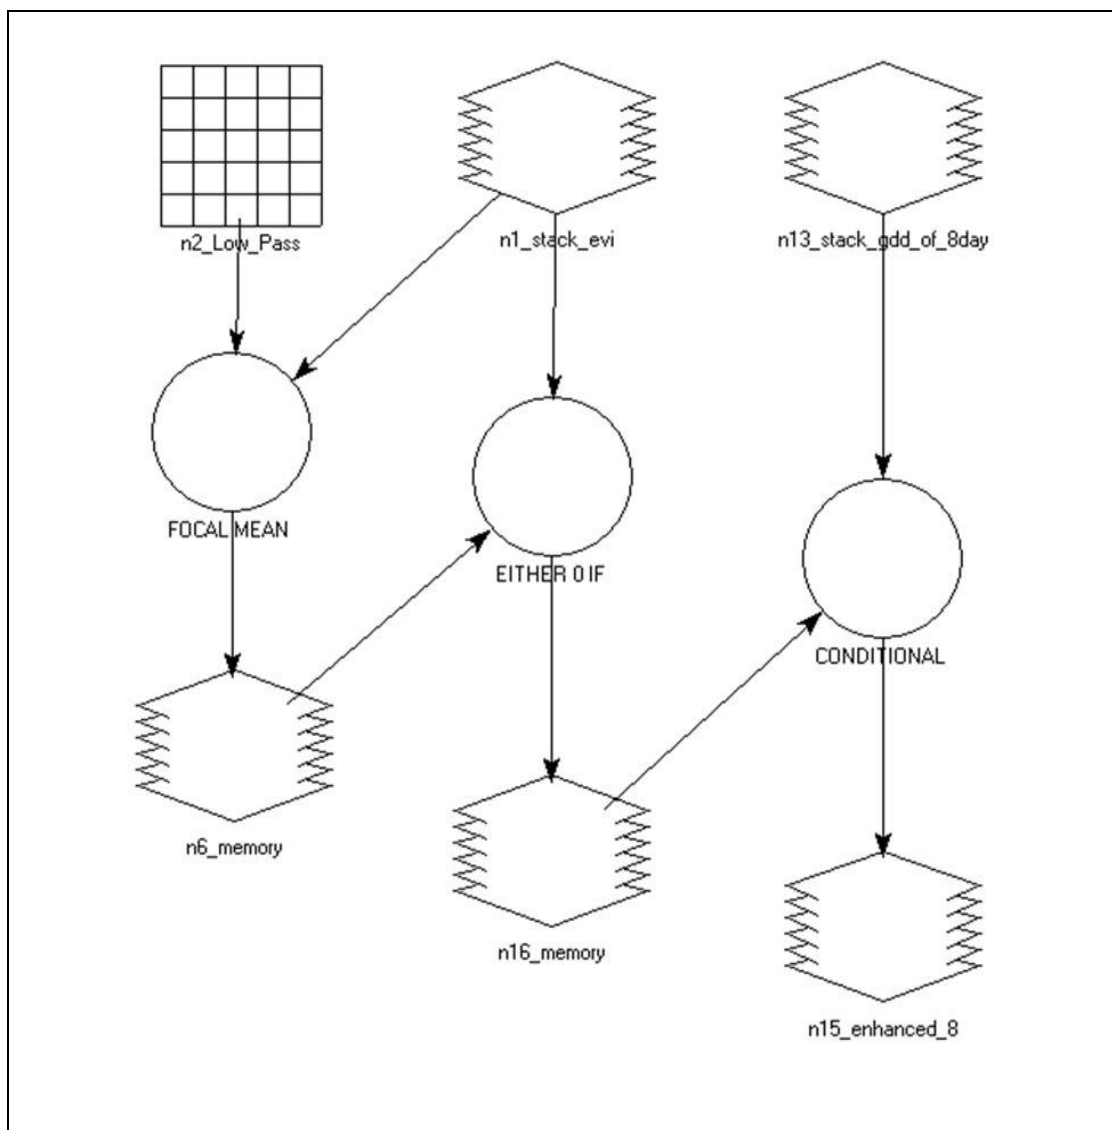 n2_Low_Pass
n1_stack_evi
n13_stack_gdd_of_8day
FOCAL MEAN
EITHER 0 IF
CONDITIONAL
n6_memory
n16_memory
n15_enhanced_8